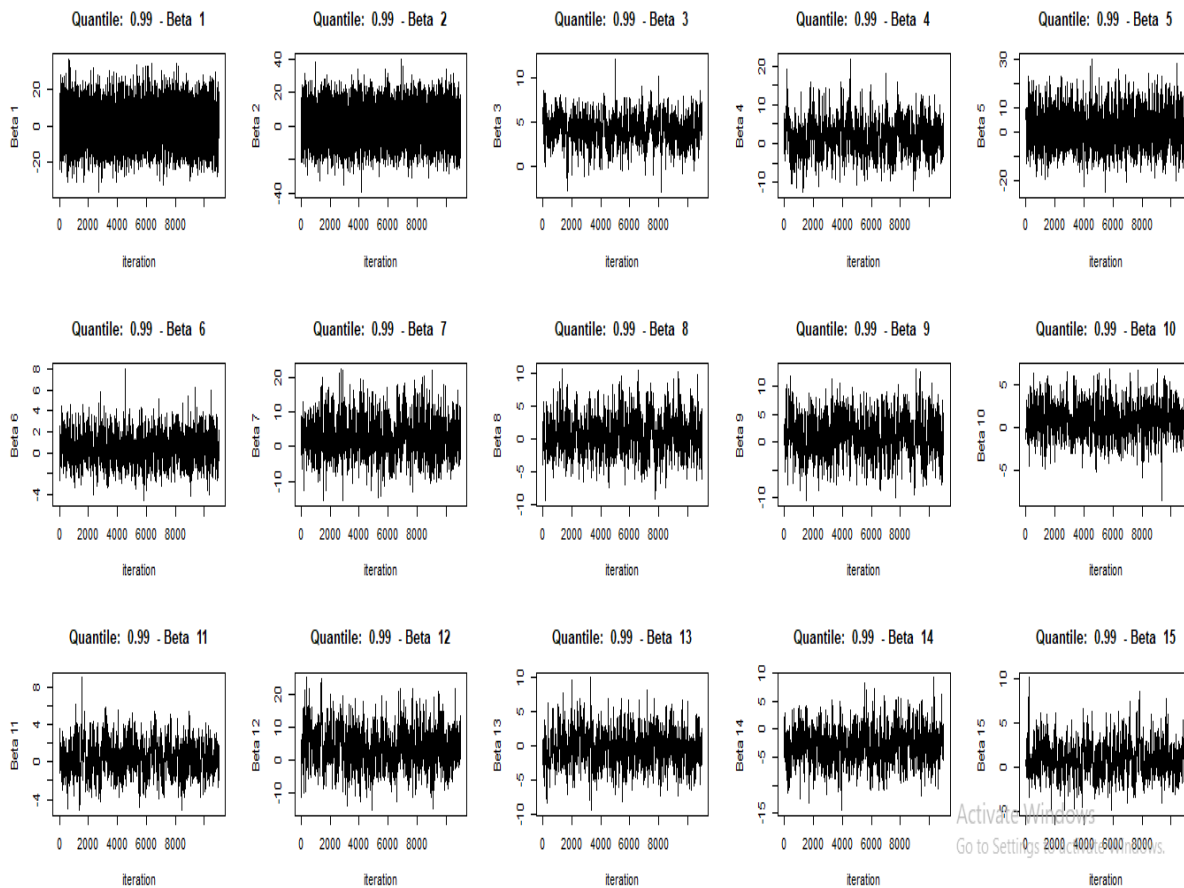 Quantile: 0.99 - Beta 1
Quantile: 0.99 - Beta 2
Quantile: 0.99 - Beta 3
Quantile: 0.99 - Beta 4
Quantile: 0.99 - Beta 5
Beta 1
20
0
-20
0 2000 4000 6000 8000
iteration
Beta 2
40
20
0
-40
0 2000 4000 6000 8000
iteration
Beta 3
10
5
0
0 2000 4000 6000 8000
iteration
Beta 4
20
15
5
0
-10
0 2000 4000 6000 8000
iteration
Beta 5
30
20
10
0
-20
0 2000 4000 6000 8000
iteration
Quantile: 0.99 - Beta 6
Quantile: 0.99 - Beta 7
Quantile: 0.99 - Beta 8
Quantile: 0.99 - Beta 9
Quantile: 0.99 - Beta 10
Beta 6
8
6
4
2
0
-4
0 2000 4000 6000 8000
iteration
Beta 7
20
10
0
-10
0 2000 4000 6000 8000
iteration
Beta 8
10
5
0
-5
-10
0 2000 4000 6000 8000
iteration
Beta 9
10
5
0
-10
0 2000 4000 6000 8000
iteration
Beta 10
5
0
-5
0 2000 4000 6000 8000
iteration
Quantile: 0.99 - Beta 11
Quantile: 0.99 - Beta 12
Quantile: 0.99 - Beta 13
Quantile: 0.99 - Beta 14
Quantile: 0.99 - Beta 15
Beta 11
8
4
0
-4
0 2000 4000 6000 8000
iteration
Beta 12
20
10
0
-10
0 2000 4000 6000 8000
iteration
Beta 13
10
5
0
-5
-10
0 2000 4000 6000 8000
iteration
Beta 14
10
5
0
-5
-15
0 2000 4000 6000 8000
iteration
Beta 15
10
5
0
-5
0 2000 4000 6000 8000
iteration
Activate Windows
Go to Settings to activate Windows.